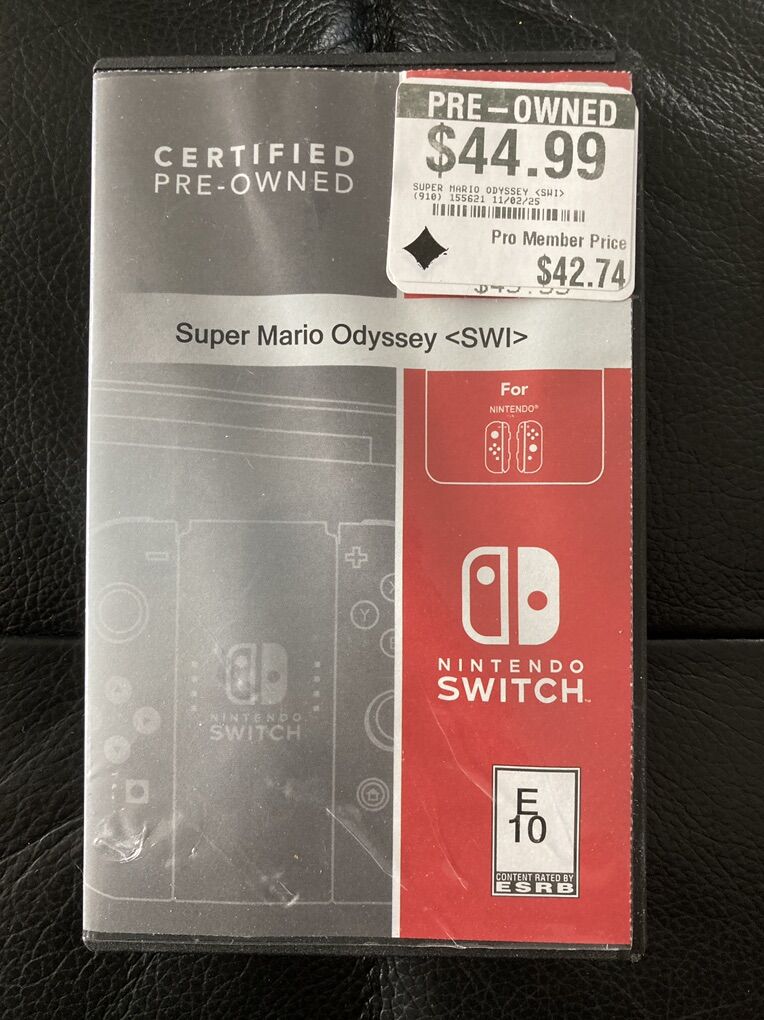 CERTIFIED
PRE-OWNED
PRE-OWNED
$44.99
SUPER MARIO ODYSSEY <SWI>
(910) 155621 11/02/25
Pro Member Price
$42.74
Super Mario Odyssey <SWI>
For
NINTENDO®
NINTENDO
SWITCH™
X
Y
NINTENDO
SWITCH
E
10
CONTENT RATED BY
ESRB